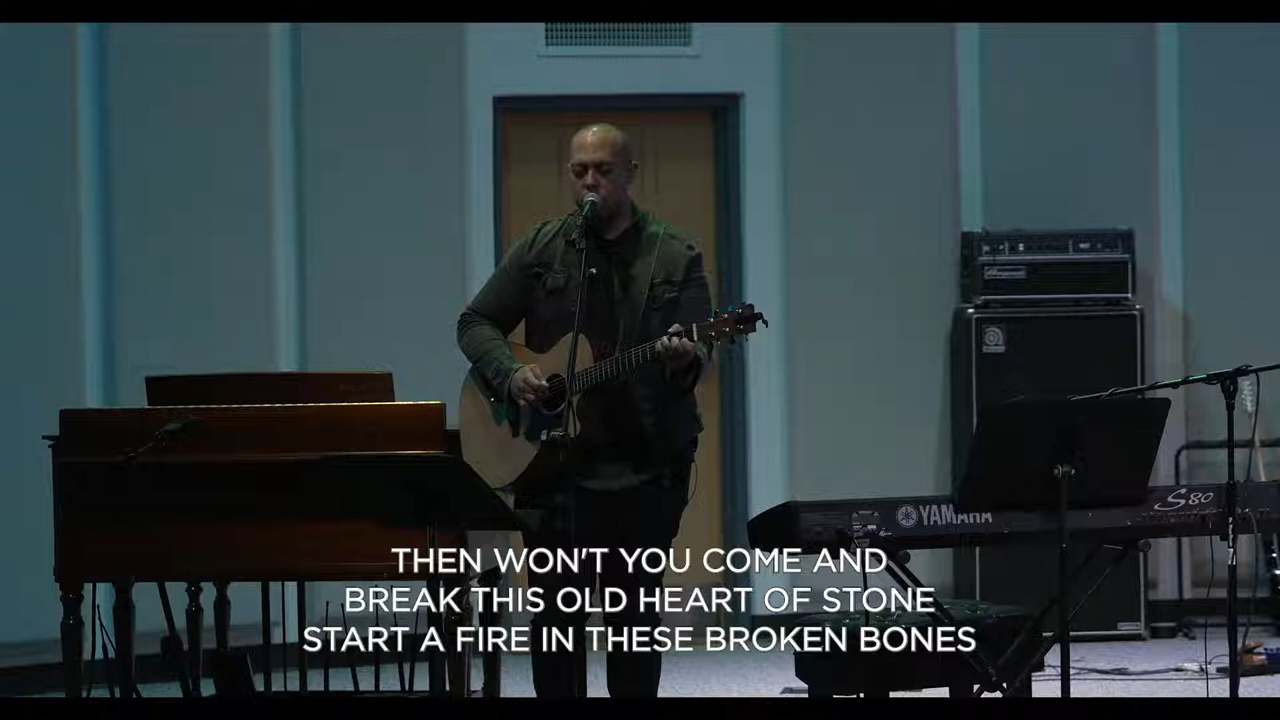 Ampeg
YAMAHA
S80
THEN WON'T YOU COME AND
BREAK THIS OLD HEART OF STONE
START A FIRE IN THESE BROKEN BONES